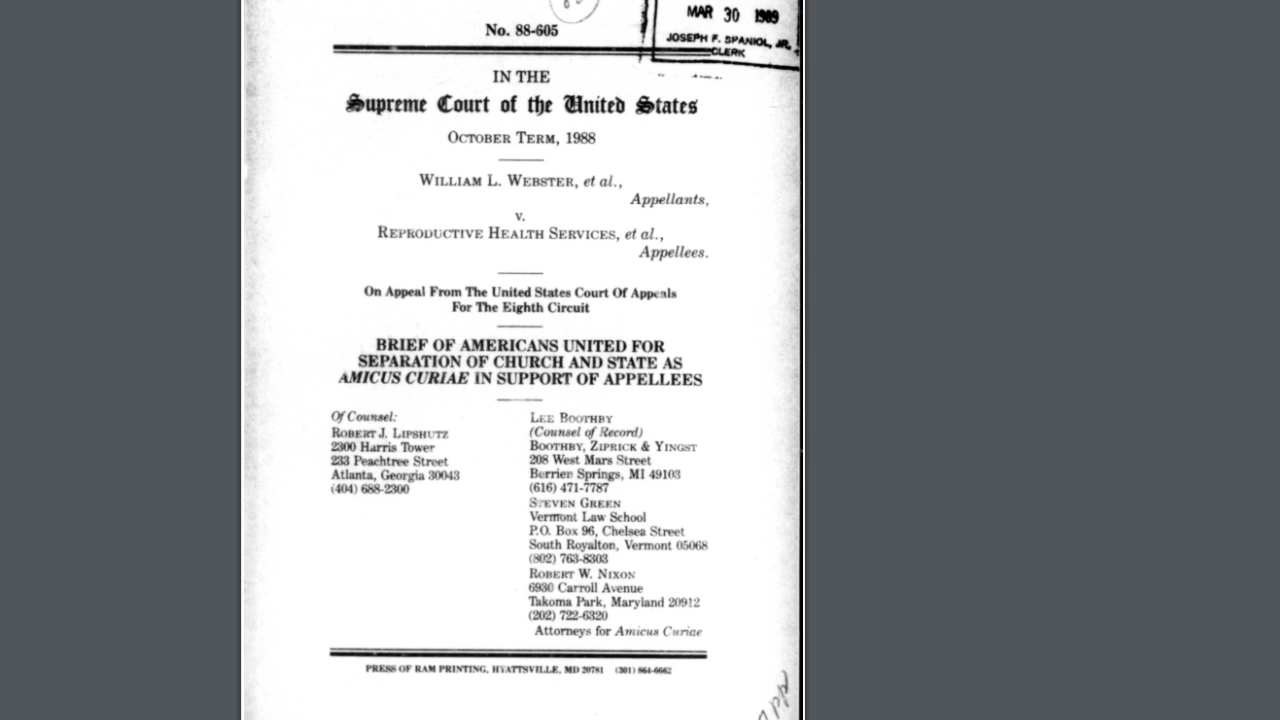 MAR 30 1989
No. 88-605
JOSEPH F. SPANIOL, JR.
CLERK
IN THE
Supreme Court of the United States
OCTOBER TERM, 1988
WILLIAM L. WEBSTER, et al.,
Appellants,
v.
REPRODUCTIVE HEALTH SERVICES, et al.,
Appellees.
On Appeal From The United States Court Of Appeals
For The Eighth Circuit
BRIEF OF AMERICANS UNITED FOR
SEPARATION OF CHURCH AND STATE AS
AMICUS CURIAE IN SUPPORT OF APPELLEES
Of Counsel:
ROBERT J. LIPSHUTZ
2300 Harris Tower
233 Peachtree Street
Atlanta, Georgia 30043
(404) 688-2300
LEE BOOTHBY
(Counsel of Record)
BOOTHBY, ZIPRICK & YINGST
208 West Mars Street
Berrien Springs, MI 49103
(616) 471-7787
STEVEN GREEN
Vermont Law School
P.O. Box 96, Chelsea Street
South Royalton, Vermont 05068
(802) 763-8303
ROBERT W. NIXON
6930 Carroll Avenue
Takoma Park, Maryland 20912
(202) 722-6320
Attorneys for Amicus Curiae
PRESS OF RAM PRINTING, HYATTSVILLE, MD 20781 (301) 864-6662